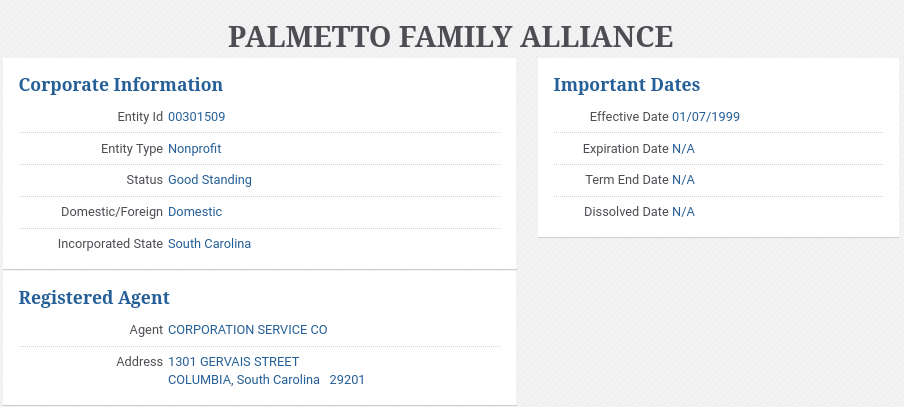 PALMETTO FAMILY ALLIANCE
Corporate Information
Entity Id 00301509
Entity Type Nonprofit
Status Good Standing
Domestic/Foreign Domestic
Incorporated State South Carolina
Important Dates
Effective Date 01/07/1999
Expiration Date N/A
Term End Date N/A
Dissolved Date N/A
Registered Agent
Agent CORPORATION SERVICE CO
Address 1301 GERVAIS STREET
COLUMBIA, South Carolina 29201